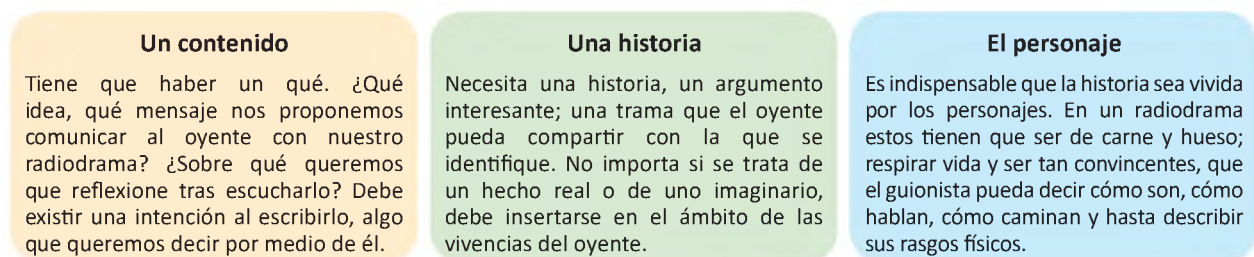 Un contenido
Tiene que haber un qué. ¿Qué
idea, qué mensaje nos proponemos
comunicar al oyente con nuestro
radiodrama? ¿Sobre qué queremos
que reflexione tras escucharlo? Debe
existir una intención al escribirlo, algo
que queremos decir por medio de él.
Una historia
Necesita una historia, un argumento
interesante; una trama que el oyente
pueda compartir con la que se
identifique. No importa si se trata de
un hecho real o de uno imaginario,
debe insertarse en el ámbito de las
vivencias del oyente.
El personaje
Es indispensable que la historia sea vivida
por los personajes. En un radiodrama
estos tienen que ser de carne y hueso;
respirar vida y ser tan convincentes, que
el guionista pueda decir cómo son, cómo
hablan, cómo caminan y hasta describir
sus rasgos físicos.